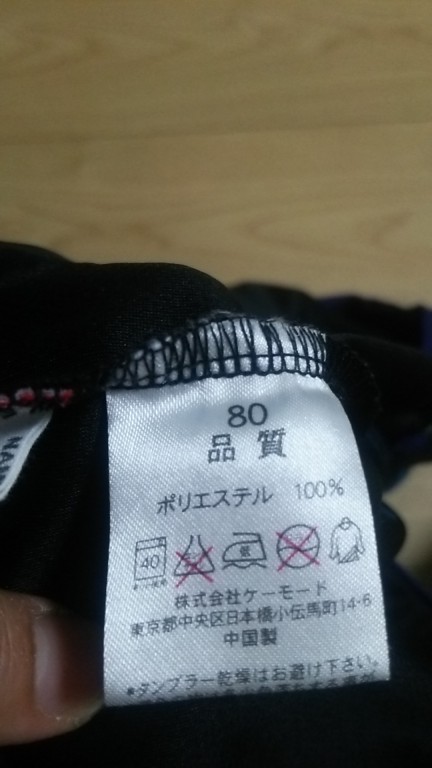 80
品質
ポリエステル 100%
40
低
株式会社ケーモード
東京都中央区日本橋小伝馬町14-6
中国製
*タンブラー乾燥はお避け下さい。